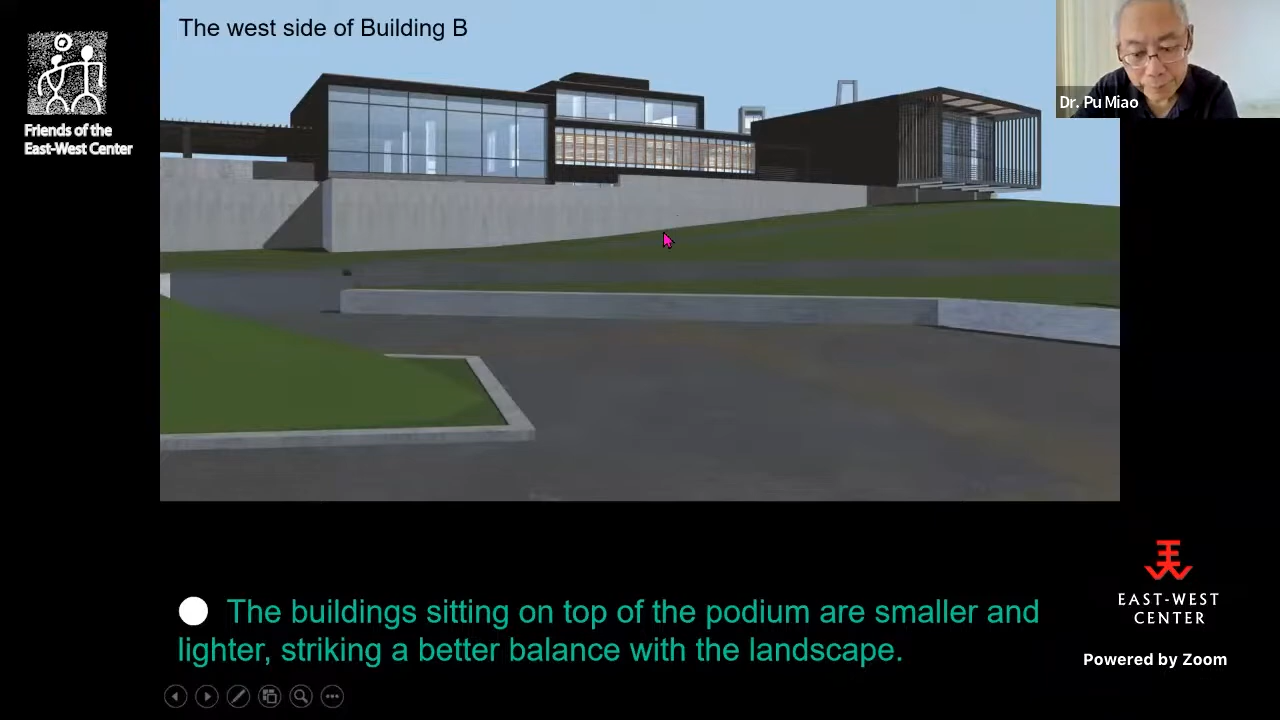 The west side of Building B
Dr. Pu Miao
Friends of the
East-West Center
The buildings sitting on top of the podium are smaller and
lighter, striking a better balance with the landscape.
EAST-WEST
CENTER
Powered by Zoom